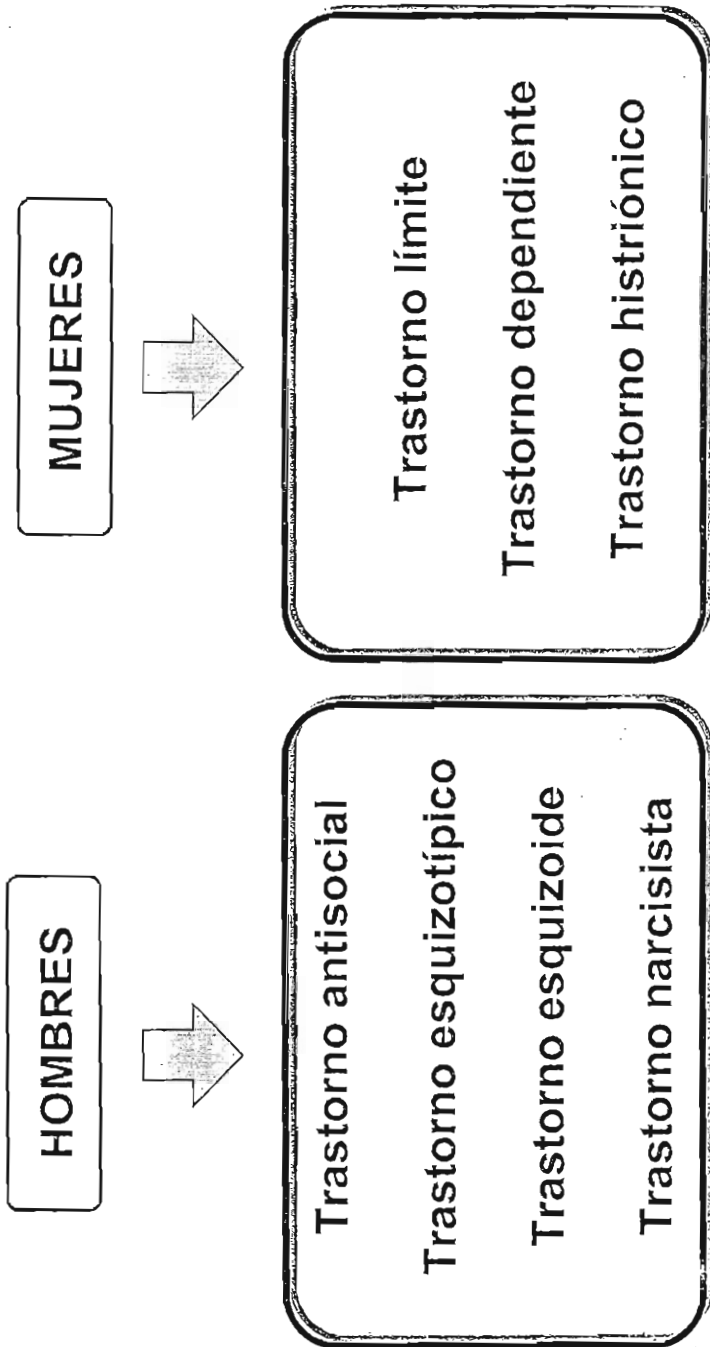 HOMBRES
Trastorno antisocial
Trastorno esquizotípico
Trastorno esquizoide
Trastorno narcisista
MUJERES
Trastorno límite
Trastorno dependiente
Trastorno histriónico